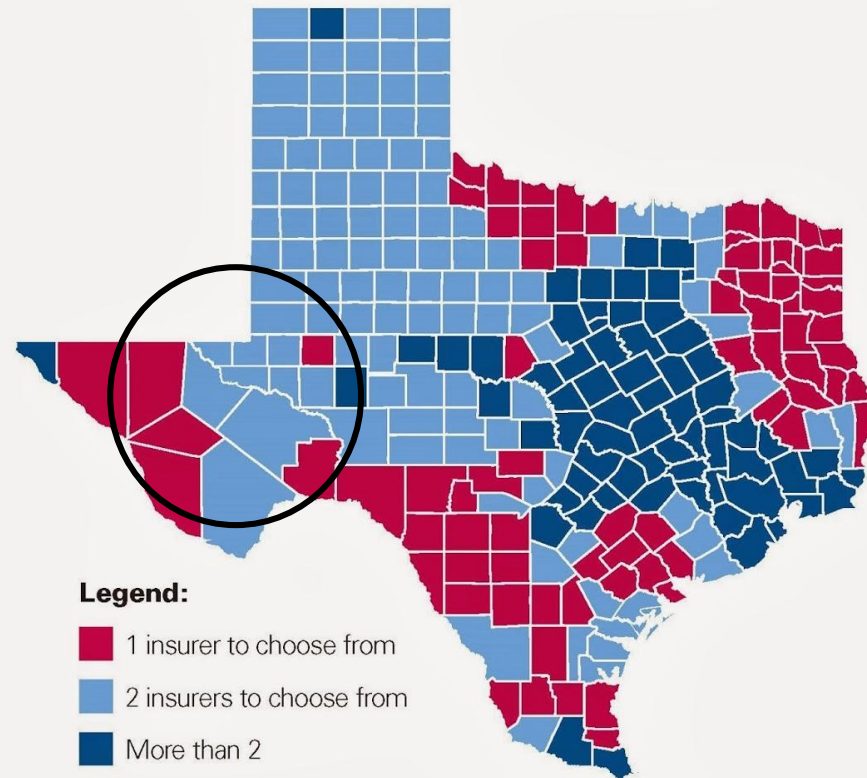 Legend:
1 insurer to choose from
2 insurers to choose from
More than 2